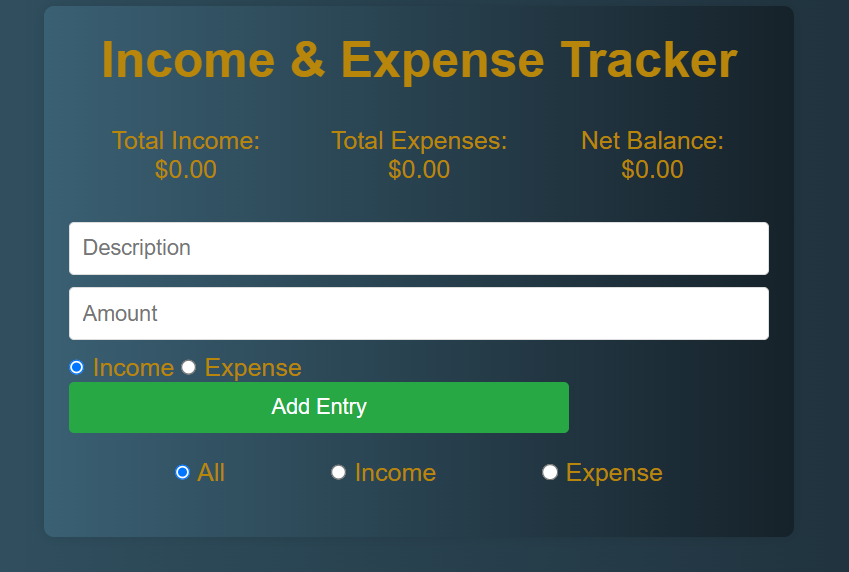 Income & Expense Tracker
Total Income: Total Expenses: Net Balance:
$0.00 $0.00 $0.00
Description
Amount
Income Expense
Add Entry
All Income Expense